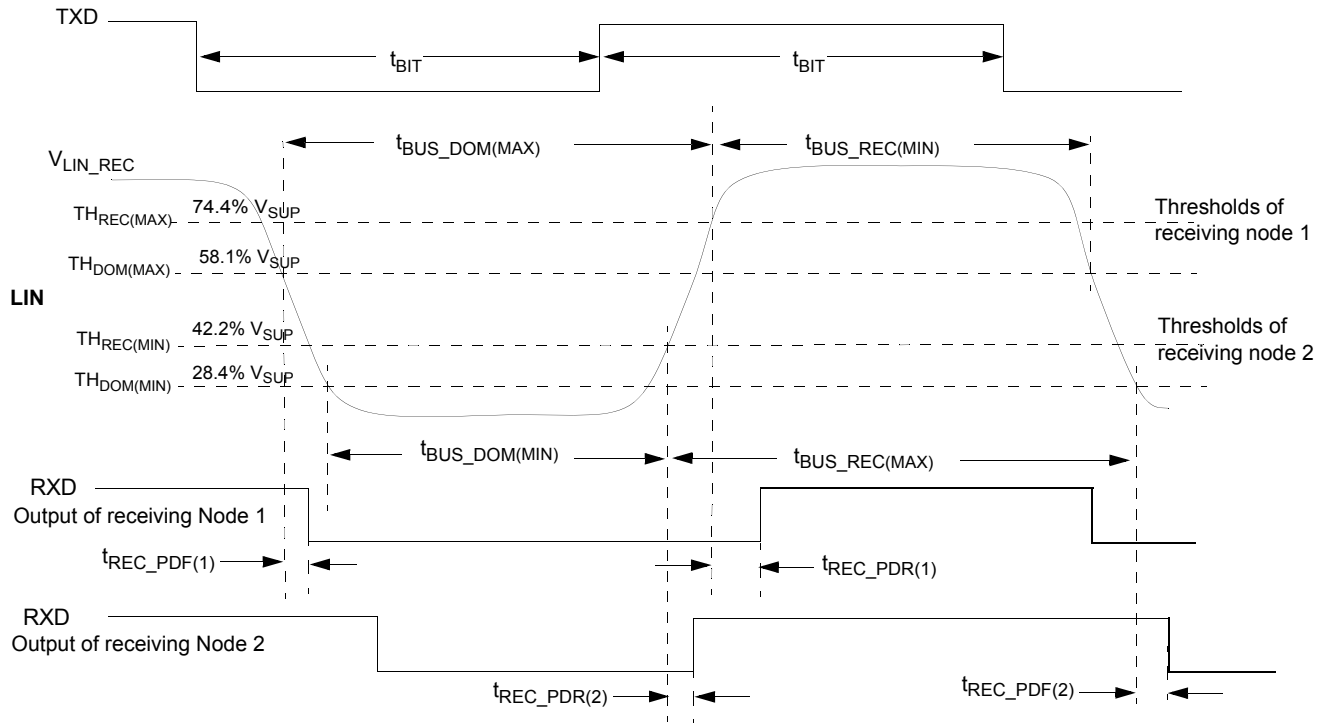 TXD
tBIT tBIT
tBUS_DOM(MAX) tBUS_REC(MIN)
VLIN_REC
THREC(MAX) 74.4% VSUP
Thresholds of
receiving node 1
THDOM(MAX) 58.1% VSUP
LIN
THREC(MIN) 42.2% VSUP
Thresholds of
receiving node 2
THDOM(MIN) 28.4% VSUP
tBUS_DOM(MIN) tBUS_REC(MAX)
RXD
Output of receiving Node 1
tREC_PDF(1) tREC_PDR(1)
RXD
Output of receiving Node 2
tREC_PDR(2) tREC_PDF(2)